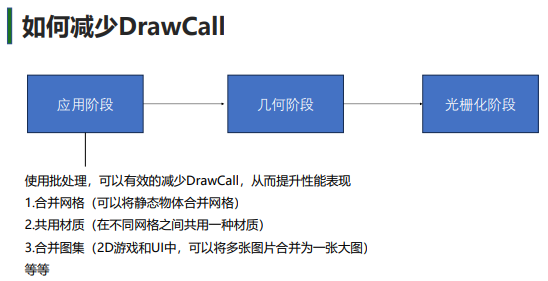 如何减少DrawCall
应用阶段
几何阶段
光栅化阶段
使用批处理，可以有效的减少DrawCall，从而提升性能表现
1.合并网格（可以将静态物体合并网格）
2.共用材质（在不同网格之间共用一种材质）
3.合并图集（2D游戏和UI中，可以将多张图片合并为一张大图）
等等